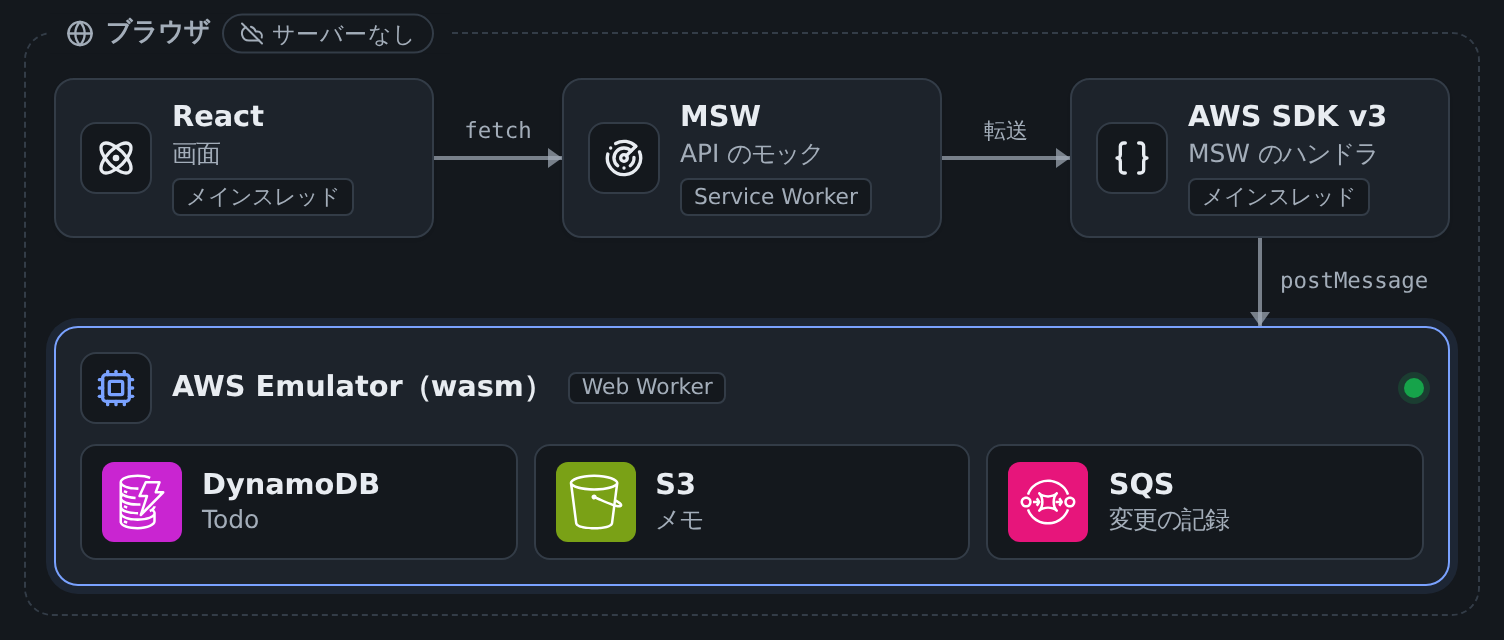 ブラウザ
サーバーなし
React
画面
メインスレッド
fetch
MSW
API のモック
Service Worker
転送
AWS SDK v3
MSW のハンドラ
メインスレッド
postMessage
AWS Emulator（wasm）
Web Worker
DynamoDB
Todo
S3
メモ
SQS
変更の記録